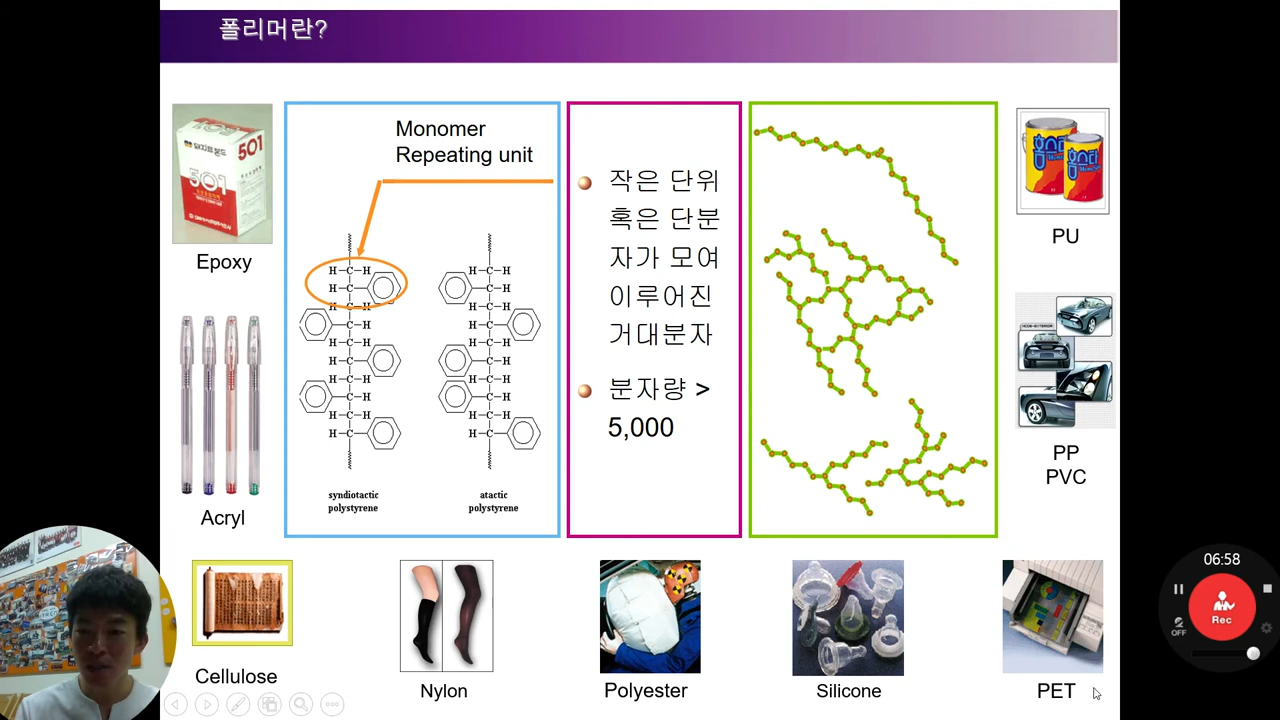 폴리머란?
Monomer
Repeating unit
syndiotactic
polystyrene
atactic
polystyrene
작은 단위
혹은 단분
자가 모여
이루어진
거대분자
분자량 >
5,000
501
501
Epoxy
Acryl
PU
PP
PVC
Cellulose
Nylon
Polyester
Silicone
PET
06:58
Rec
OFF